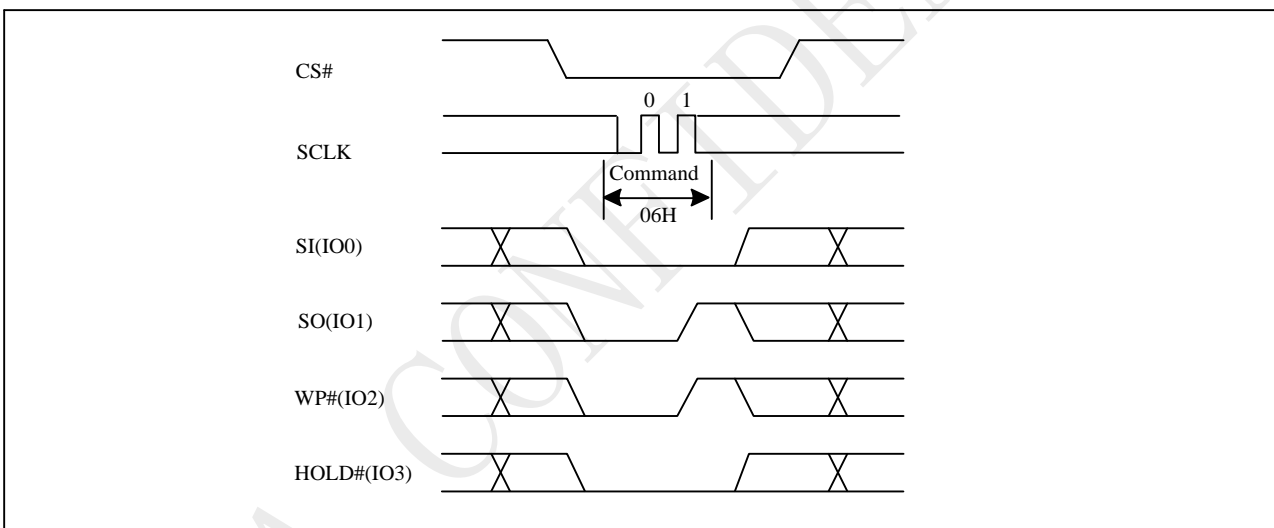 CS#
0 1
SCLK
Command
06H
SI(IO0)
SO(IO1)
WP#(IO2)
HOLD#(IO3)